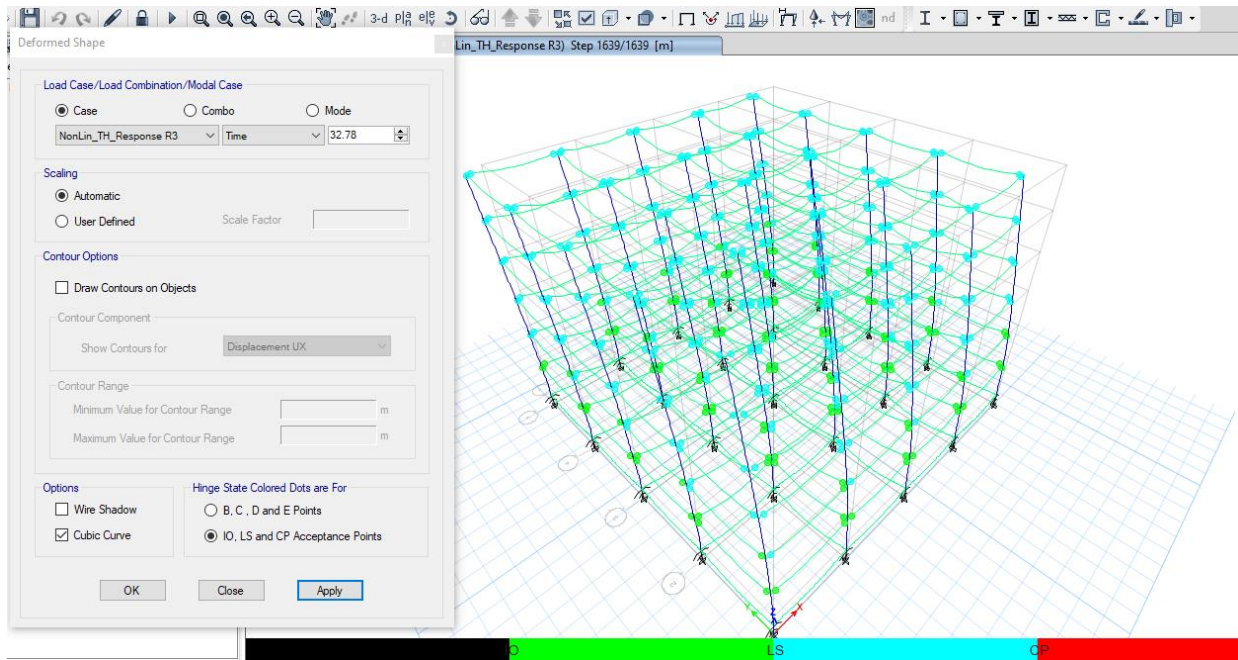 3-d
nd
Deformed Shape
Lin_TH_Response R3) Step 1639/1639 [m]
Load Case/Load Combination/Modal Case
Case Combo Mode
NonLin_TH_Response R3 Time 32.78
Scaling
Automatic
User Defined Scale Factor
Contour Options
Draw Contours on Objects
Contour Component
Show Contours for Displacement UX
Contour Range
Minimum Value for Contour Range m
Maximum Value for Contour Range m
Options
Wire Shadow
Cubic Curve
Hinge State Colored Dots are For
B, C , D and E Points
IO, LS and CP Acceptance Points
OK Close Apply
Y Z X
O LS CP